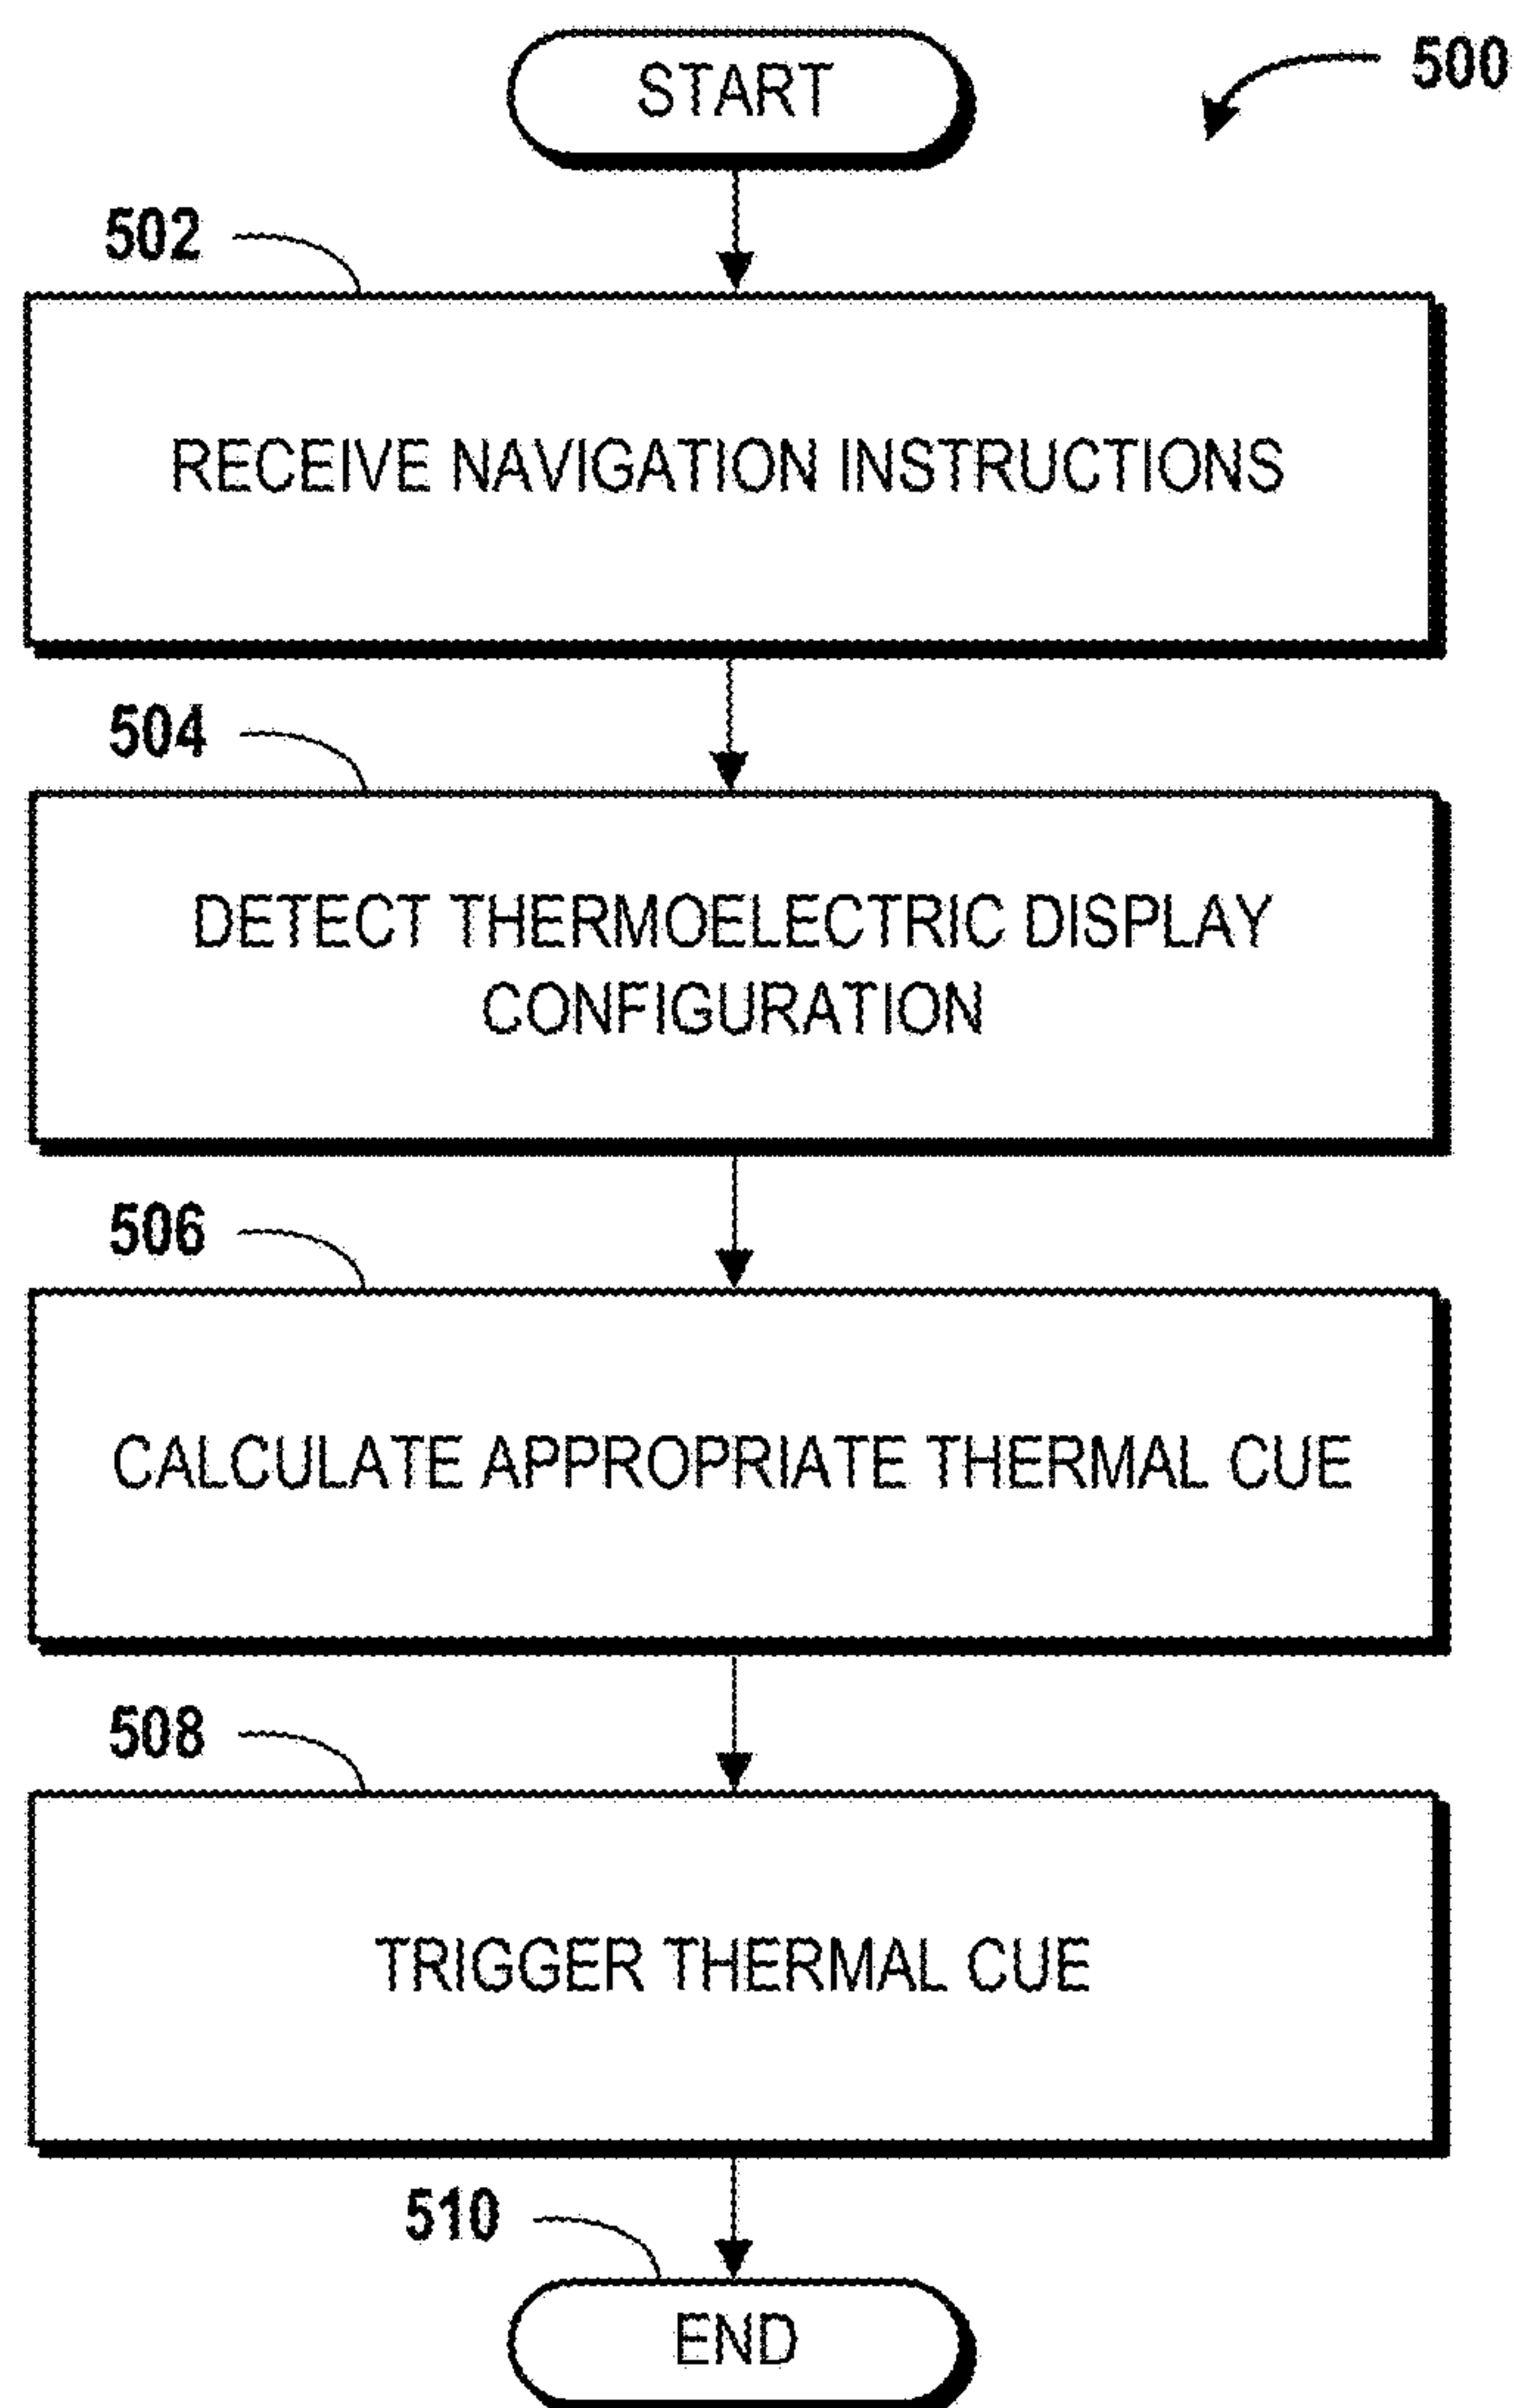 START
500
502
RECEIVE NAVIGATION INSTRUCTIONS
504
DETECT THERMOELECTRIC DISPLAY
CONFIGURATION
506
CALCULATE APPROPRIATE THERMAL CUE
508
TRIGGER THERMAL CUE
510
END